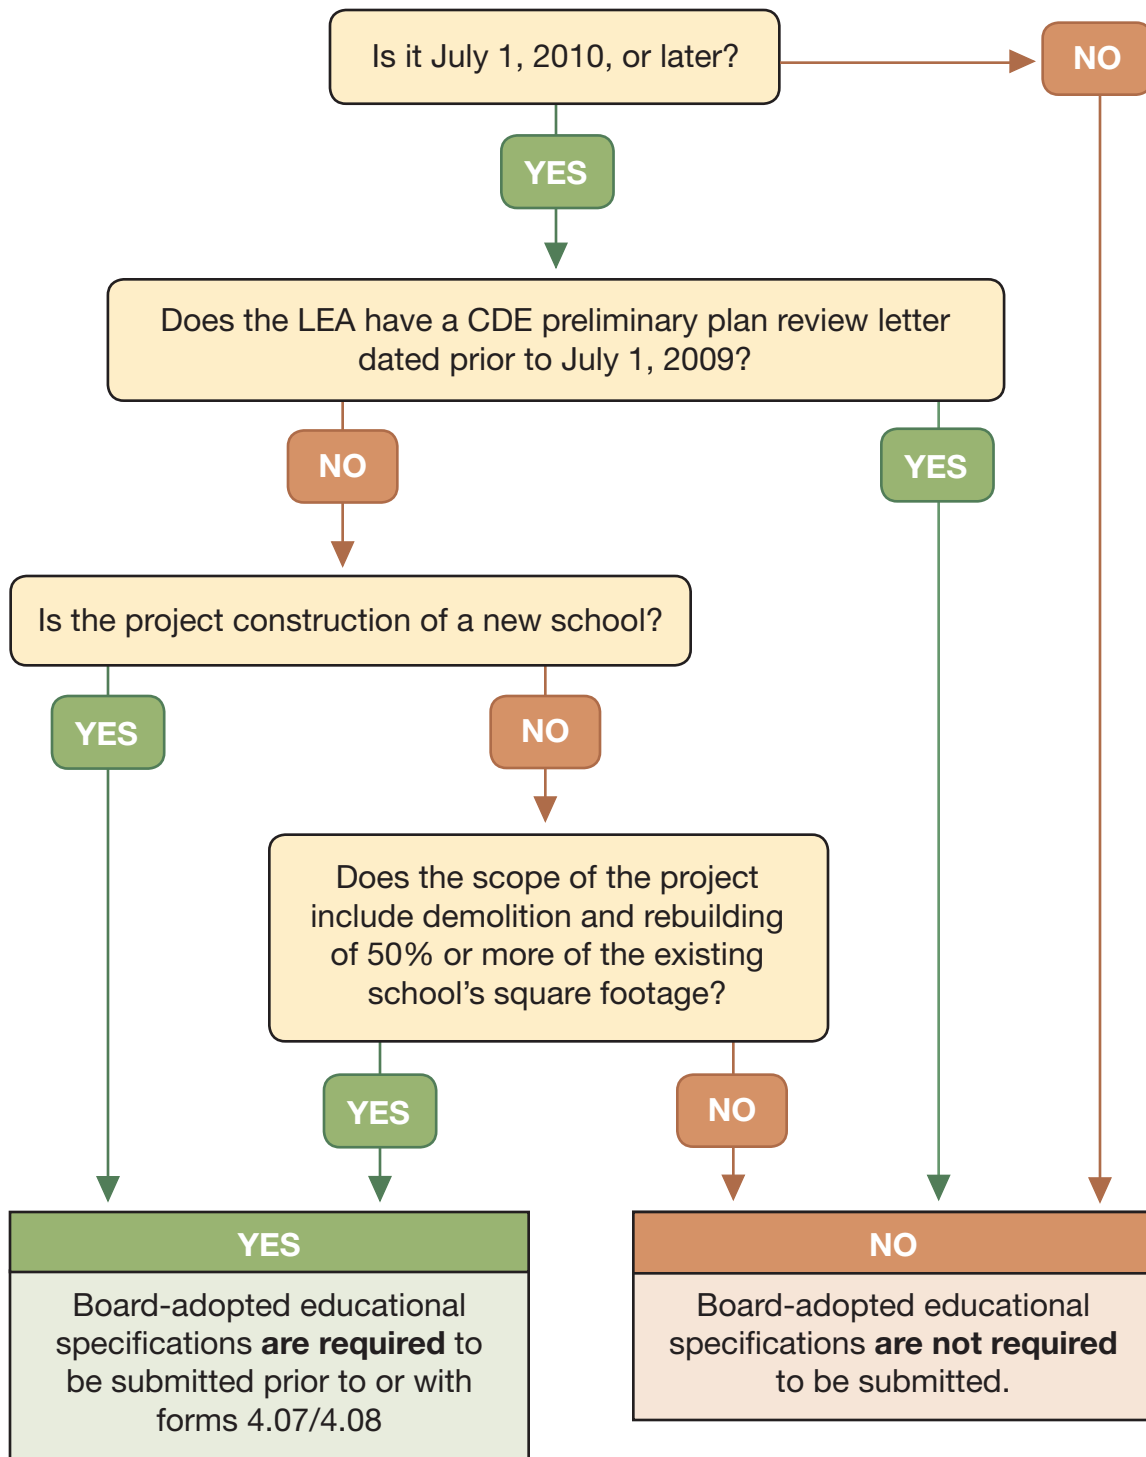 Is it July 1, 2010, or later?
NO
YES
Does the LEA have a CDE preliminary plan review letter
dated prior to July 1, 2009?
NO
YES
Is the project construction of a new school?
YES
NO
Does the scope of the project
include demolition and rebuilding
of 50% or more of the existing
school’s square footage?
YES
NO
YES
Board-adopted educational
specifications are required to
be submitted prior to or with
forms 4.07/4.08
NO
Board-adopted educational
specifications are not required
to be submitted.